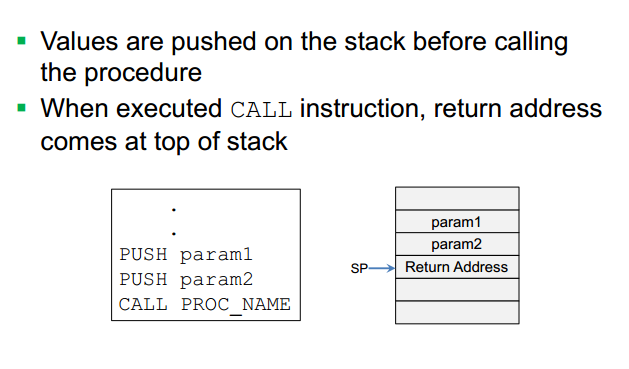 Values are pushed on the stack before calling
the procedure
When executed CALL instruction, return address
comes at top of stack
.
.
PUSH param1
PUSH param2
CALL PROC_NAME
param1
param2
SP
Return Address